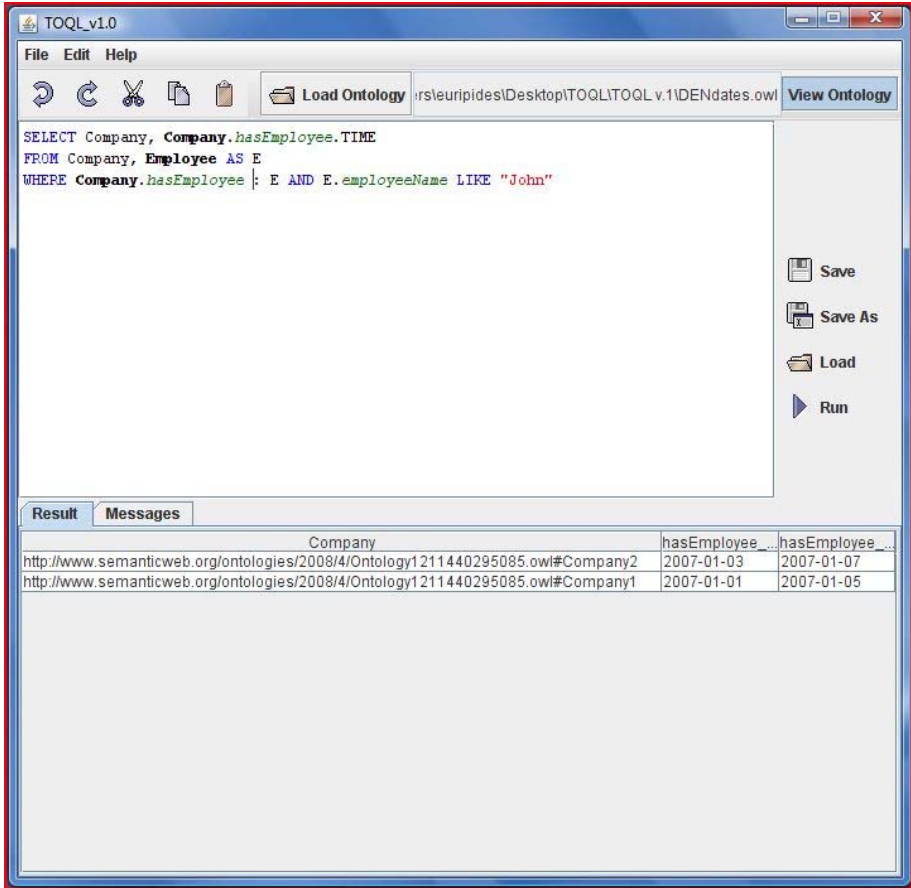 TOQL_v1.0
File Edit Help
Load Ontology rs\euripides\Desktop\TOQL\TOQL v.1\DENdates.owl View Ontology
SELECT Company, Company.hasEmployee.TIME
FROM Company, Employee AS E
WHERE Company.hasEmployee : E AND E.employeeName LIKE "John"
Save
Save As
Load
Run
Result Messages
Company hasEmployee_... hasEmployee_...
http://www.semanticweb.org/ontologies/2008/4/Ontology1211440295085.owl#Company2 2007-01-03 2007-01-07
http://www.semanticweb.org/ontologies/2008/4/Ontology1211440295085.owl#Company1 2007-01-01 2007-01-05